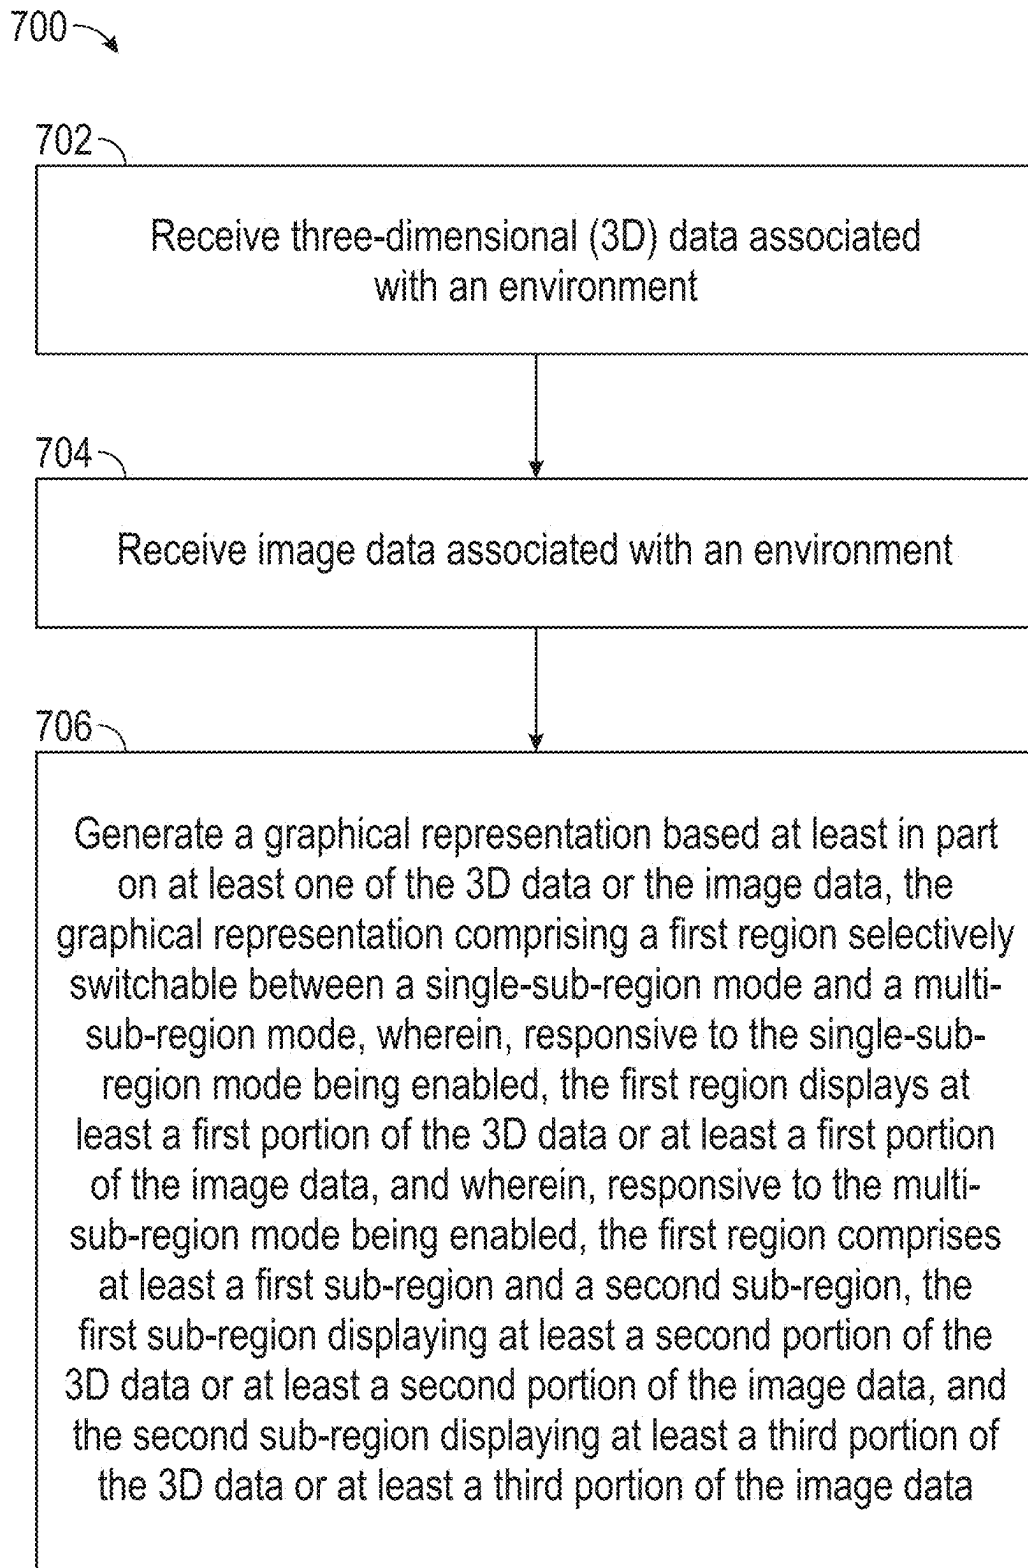 700
702
Receive three-dimensional (3D) data associated
with an environment
704
Receive image data associated with an environment
706
Generate a graphical representation based at least in part
on at least one of the 3D data or the image data, the
graphical representation comprising a first region selectively
switchable between a single-sub-region mode and a multi-
sub-region mode, wherein, responsive to the single-sub-
region mode being enabled, the first region displays at
least a first portion of the 3D data or at least a first portion
of the image data, and wherein, responsive to the multi-
sub-region mode being enabled, the first region comprises
at least a first sub-region and a second sub-region, the
first sub-region displaying at least a second portion of the
3D data or at least a second portion of the image data, and
the second sub-region displaying at least a third portion of
the 3D data or at least a third portion of the image data